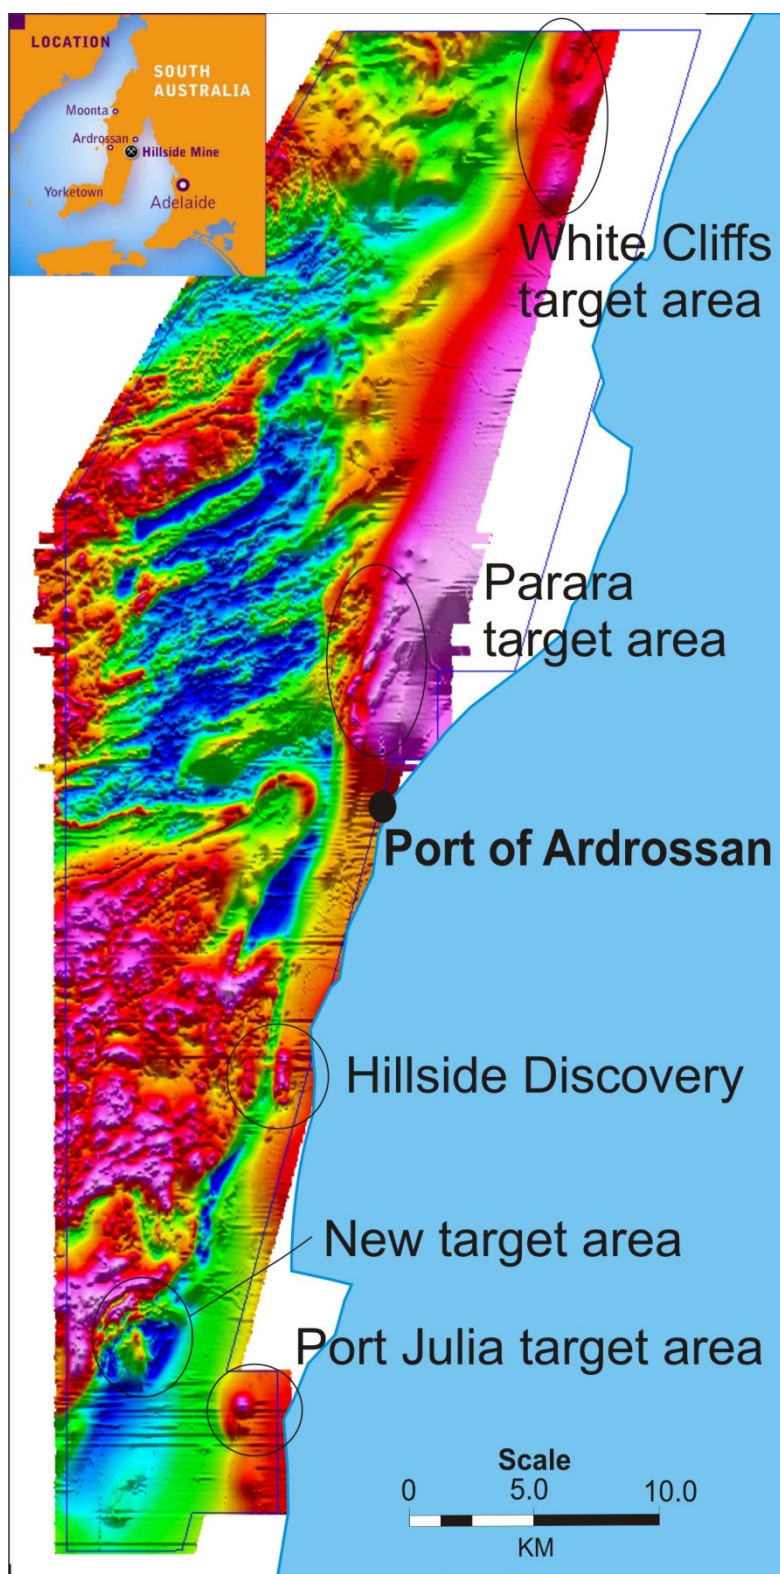 LOCATION
SOUTH
AUSTRALIA
Moonta
Ardrossan
Hillside Mine
Yorketown
Adelaide
White Cliffs
target area
Parara
target area
Port of Ardrossan
Hillside Discovery
New target area
Port Julia target area
Scale
0 5.0 10.0
KM